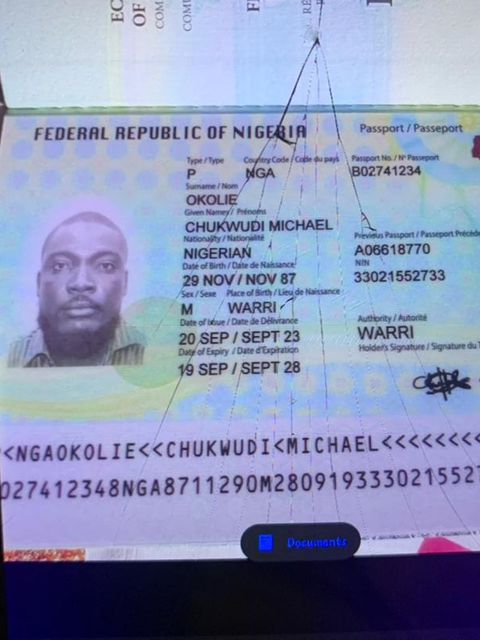 EC
OF
FEDERAL REPUBLIC OF NIGERIA
Passport / Passeport
Type / Type Country Code / Code du pays Passport No. / Nº Passeport
P NGA B02741234
Surname / Nom
OKOLIE
Given Names / Prénoms
CHUKWUDI MICHAEL
Nationality / Nationalité Previous Passport / Passeport Précéde
NIGERIAN A06618770
Date of Birth / Date de Naissance NIN
29 NOV / NOV 87 33021552733
Sex / Sexe Place of Birth / Lieu de Naissance
M WARRI
Date of Issue / Date de Délivrance Authority / Autorité
20 SEP / SEPT 23 WARRI
Date of Expiry / Date d'Expiration Holder's Signature / Signature du T
19 SEP / SEPT 28
<NGAOKOLIE<<CHUKWUDI<MICHAEL<<<<<<<<
027412348NGA8711290M2809193330215527
Documents